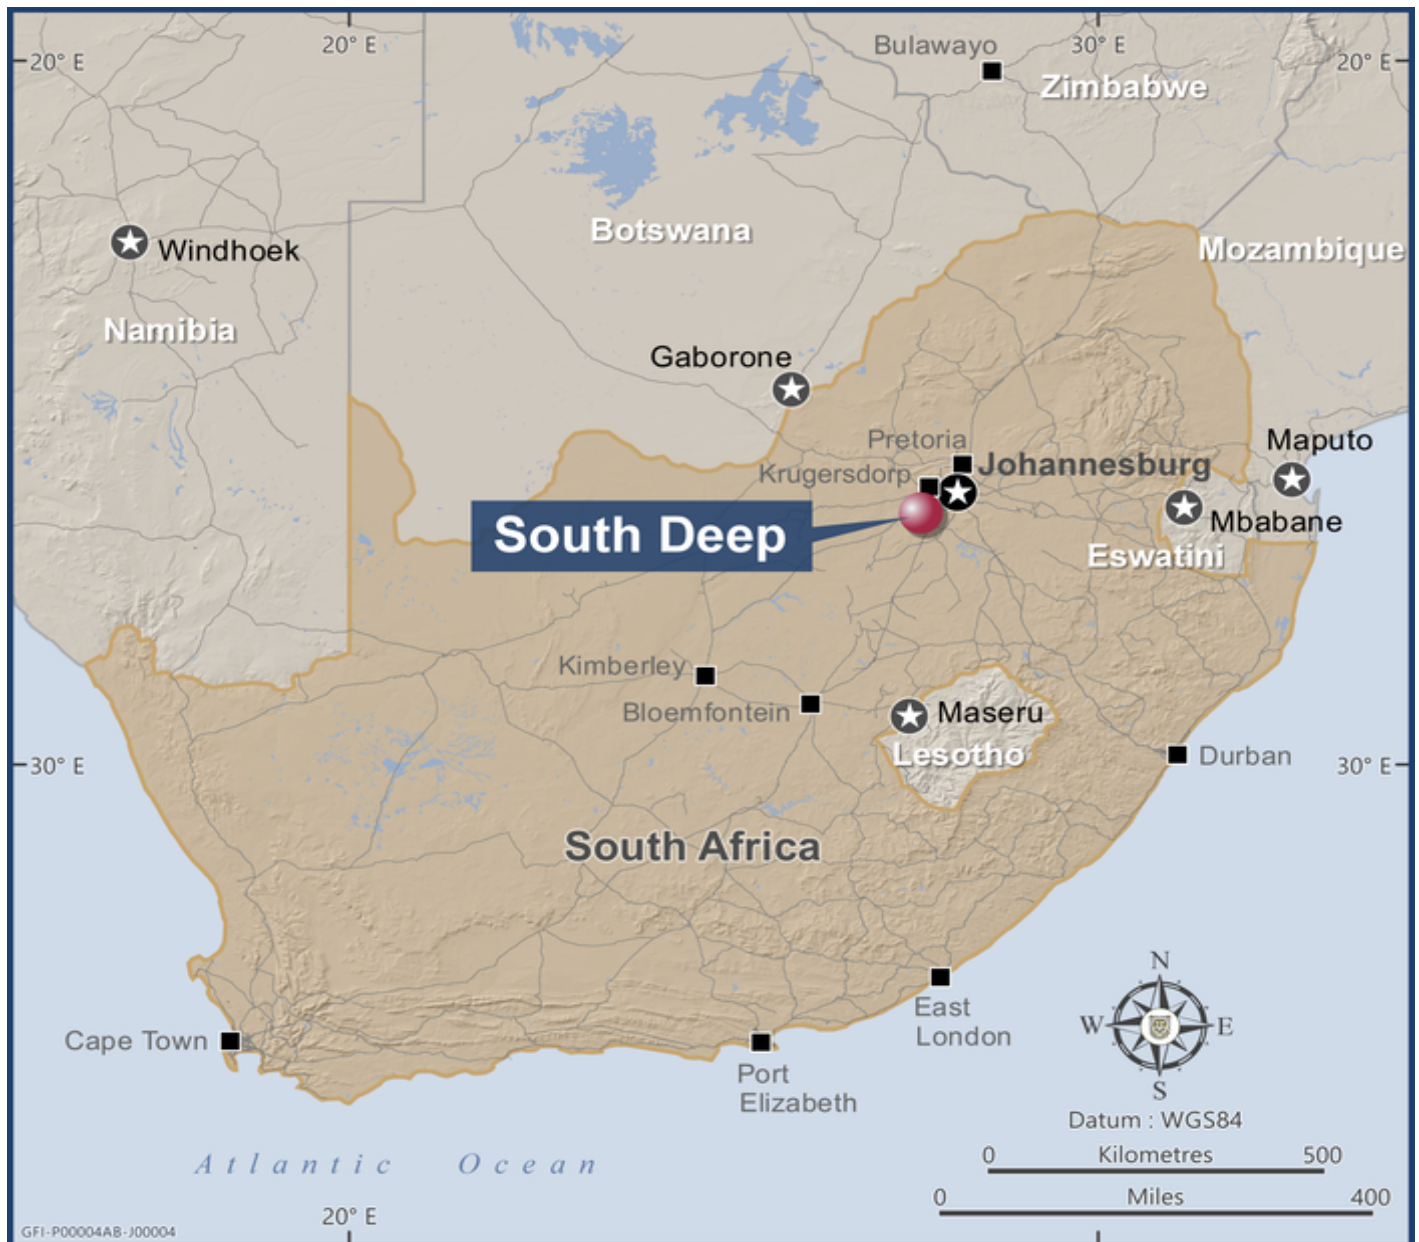 20° E
30° E
20° E
20° E
Bulawayo
Zimbabwe
Botswana
Mozambique
Windhoek
Namibia
Gaborone
Pretoria
Johannesburg
Krugersdorp
Maputo
Mbabane
Eswatini
South Deep
Kimberley
Bloemfontein
Maseru
Lesotho
Durban
30° E
30° E
South Africa
East
London
Cape Town
Port
Elizabeth
N
W
E
S
Datum : WGS84
0 Kilometres 500
0 Miles 400
Atlantic Ocean
20° E
GFI-P00004AB-J00004